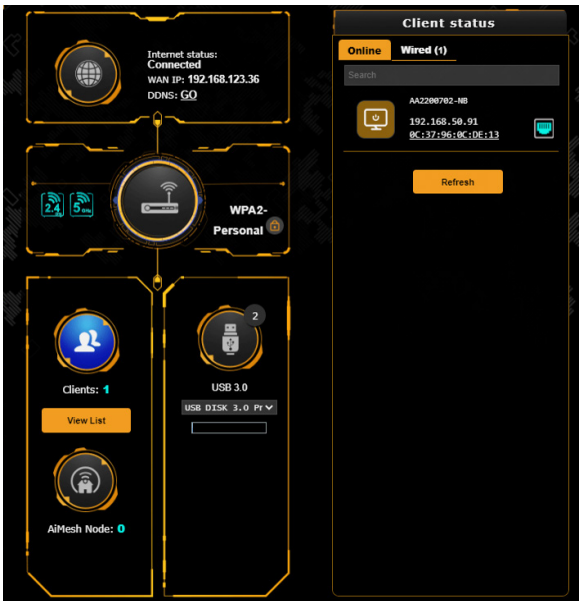 Internet status:
Connected
WAN IP: 192.168.123.36
DDNS: GO
2.4
5 GHz
WPA2-
Personal
Clients: 1
View List
AiMesh Node: 0
2
USB 3.0
USB DISK 3.0 Pr
Client status
Online Wired (1)
Search
AA2200702-NB
192.168.50.91
0C:37:96:0C:DE:13
Refresh